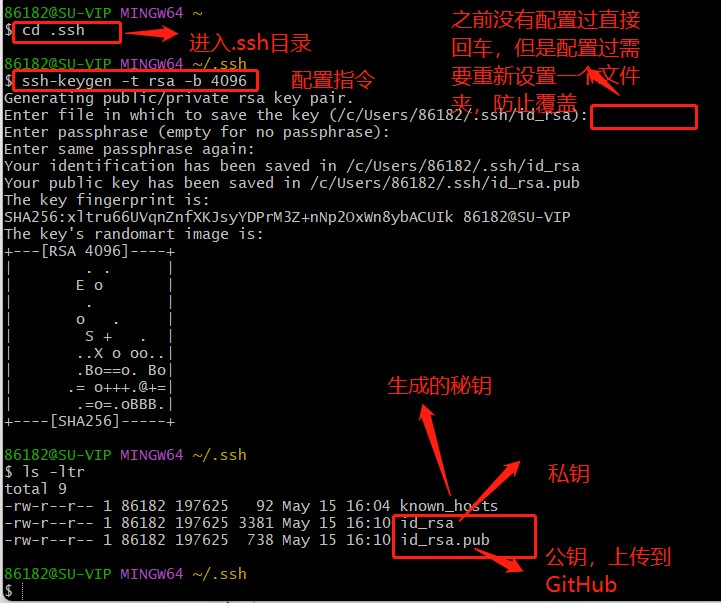 86182@SU-VIP MINGW64 ~
$ cd .ssh
进入.ssh目录
之前没有配置过直接
回车，但是配置过需
要重新设置一个文件
夹，防止覆盖
86182@SU-VIP MINGW64 ~/.ssh
$ ssh-keygen -t rsa -b 4096
配置指令
Generating public/private rsa key pair.
Enter file in which to save the key (/c/Users/86182/.ssh/id_rsa):
Enter passphrase (empty for no passphrase):
Enter same passphrase again:
Your identification has been saved in /c/Users/86182/.ssh/id_rsa
Your public key has been saved in /c/Users/86182/.ssh/id_rsa.pub
The key fingerprint is:
SHA256:xltru66UVqnZnfXKJsyYDPrM3Z+nNp2OxWn8ybACUIk 86182@SU-VIP
The key's randomart image is:
+---[RSA 4096]----+
|         . .     |
|        E o      |
|         .       |
|        o   .    |
|         S +   . |
|        ..X o oo..|
|        .Bo==o. Bo|
|       .= o+++.@+=|
|        .=o=.oBBB.|
+----[SHA256]-----+
生成的秘钥
86182@SU-VIP MINGW64 ~/.ssh
$ ls -ltr
total 9
私钥
-rw-r--r-- 1 86182 197625   92 May 15 16:04 known_hosts
-rw-r--r-- 1 86182 197625 3381 May 15 16:10 id_rsa
-rw-r--r-- 1 86182 197625  738 May 15 16:10 id_rsa.pub
公钥，上传到
GitHub
86182@SU-VIP MINGW64 ~/.ssh
$